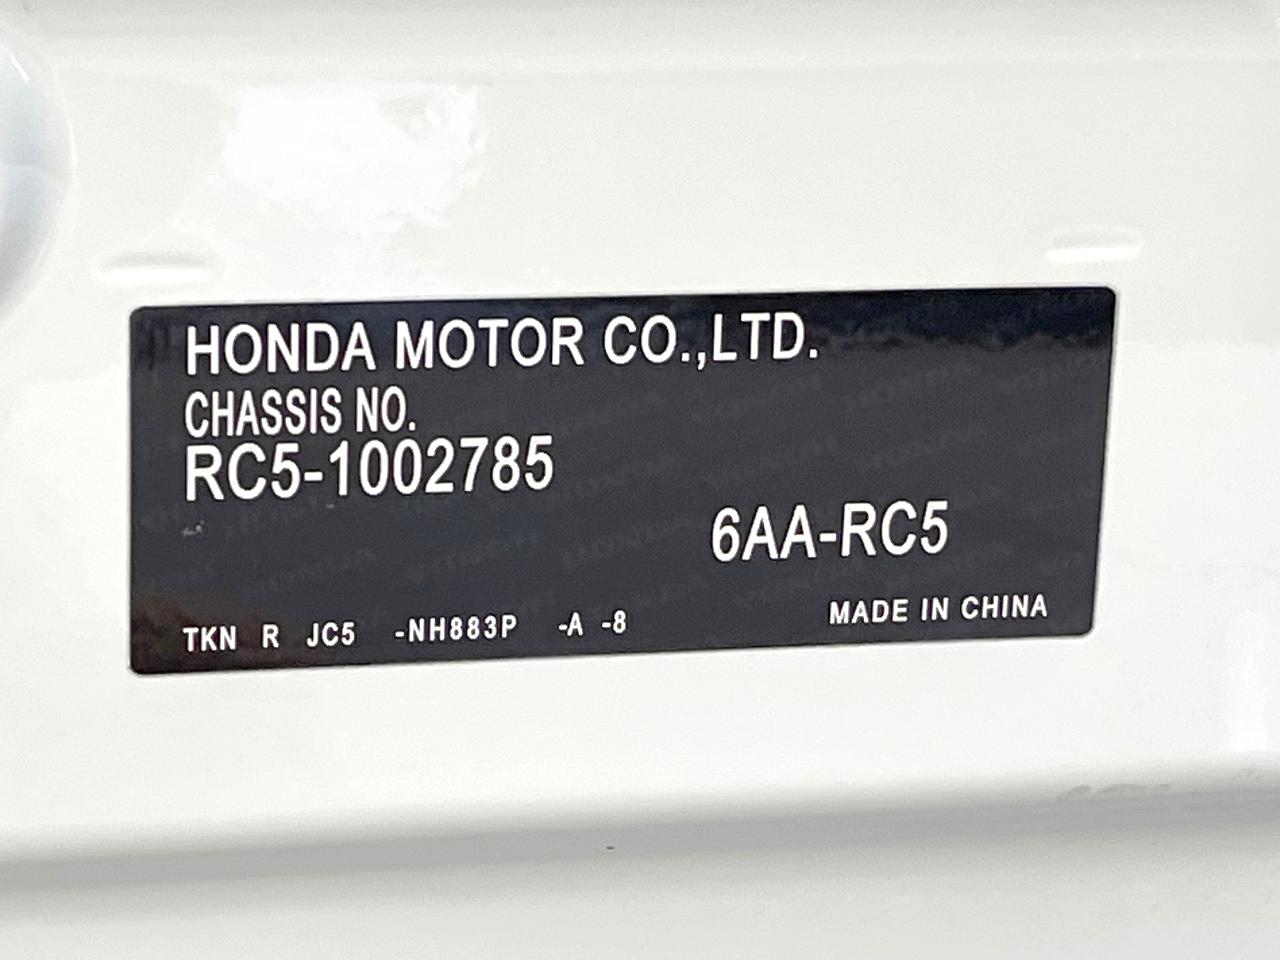 HONDA MOTOR CO.,LTD.
CHASSIS NO.
RC5-1002785
6AA-RC5
TKN R JC5 -NH883P -A -8
MADE IN CHINA